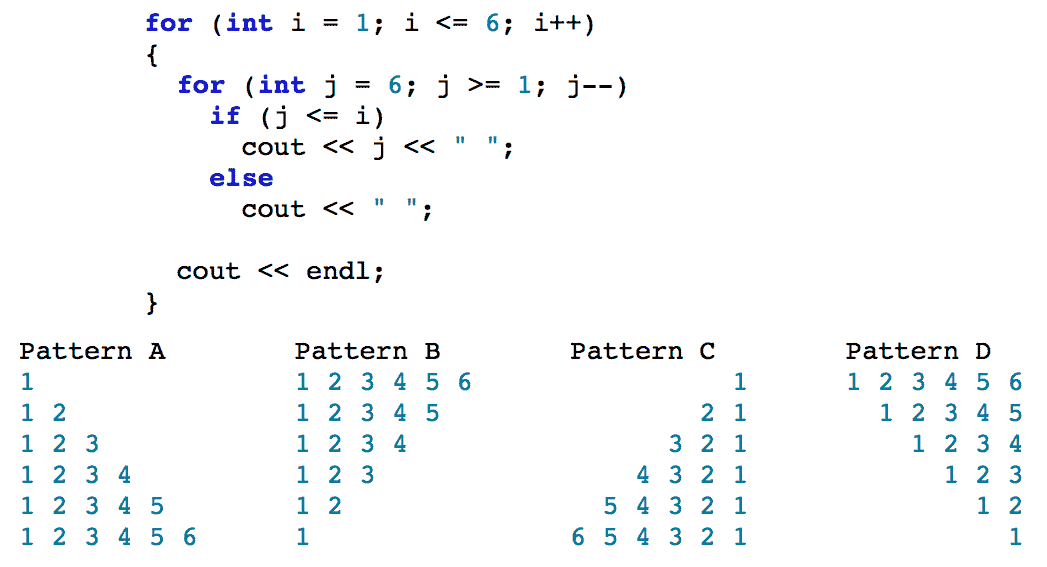 for (int i = 1; i <= 6; i++)
{
  for (int j = 6; j >= 1; j--)
    if (j <= i)
      cout << j << " ";
    else
      cout << " ";

  cout << endl;
}
Pattern A        Pattern B        Pattern C        Pattern D
1                1 2 3 4 5 6                1      1 2 3 4 5 6
1 2              1 2 3 4 5                2 1        1 2 3 4 5
1 2 3            1 2 3 4                3 2 1          1 2 3 4
1 2 3 4          1 2 3                4 3 2 1            1 2 3
1 2 3 4 5        1 2                5 4 3 2 1              1 2
1 2 3 4 5 6      1                6 5 4 3 2 1                1